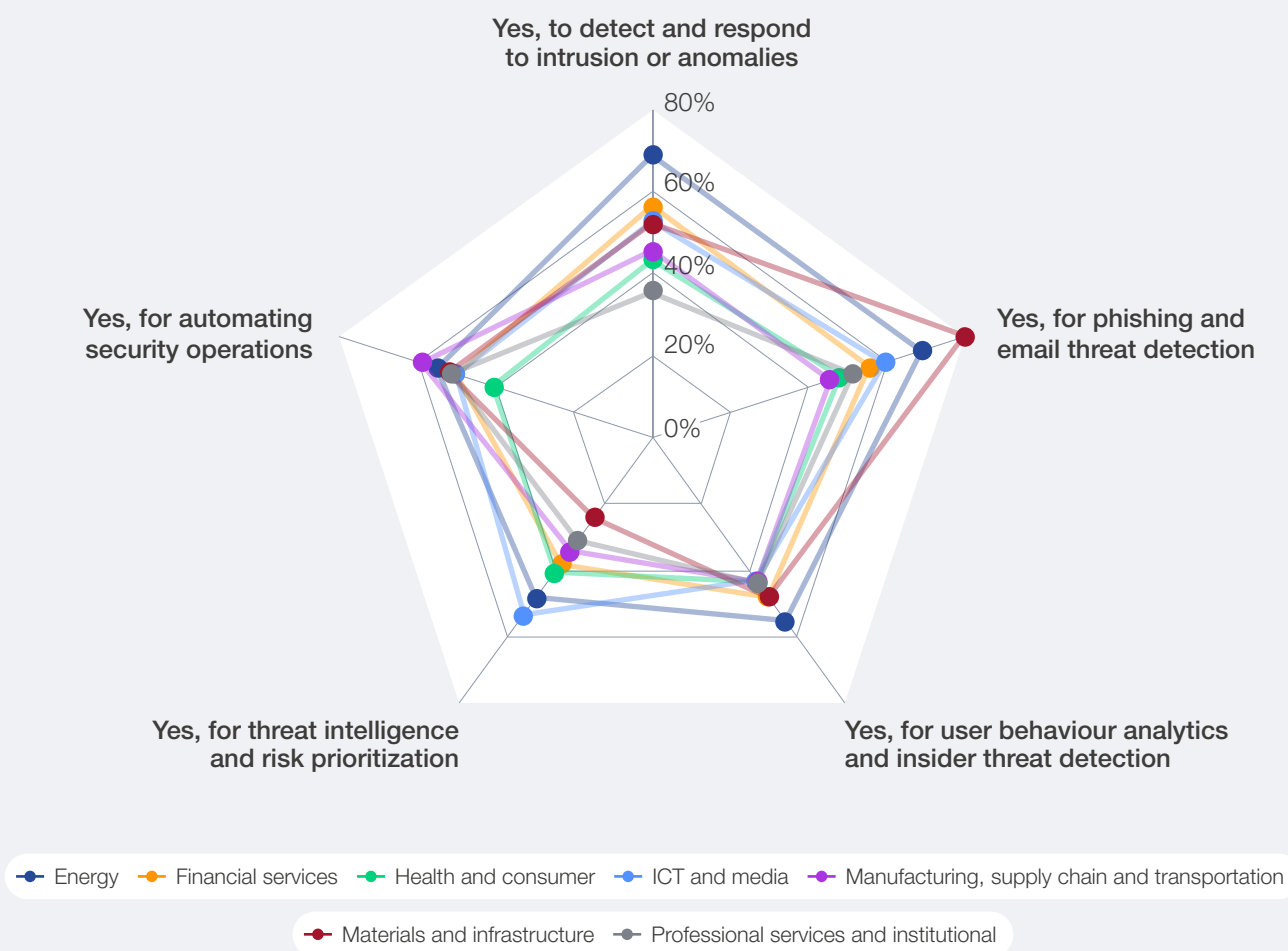 Yes, to detect and respond
to intrusion or anomalies
80%
60%
40%
20%
0%
Yes, for phishing and
email threat detection
Yes, for automating
security operations
Yes, for threat intelligence
and risk prioritization
Yes, for user behaviour analytics
and insider threat detection
Energy Financial services Health and consumer ICT and media Manufacturing, supply chain and transportation
Materials and infrastructure Professional services and institutional